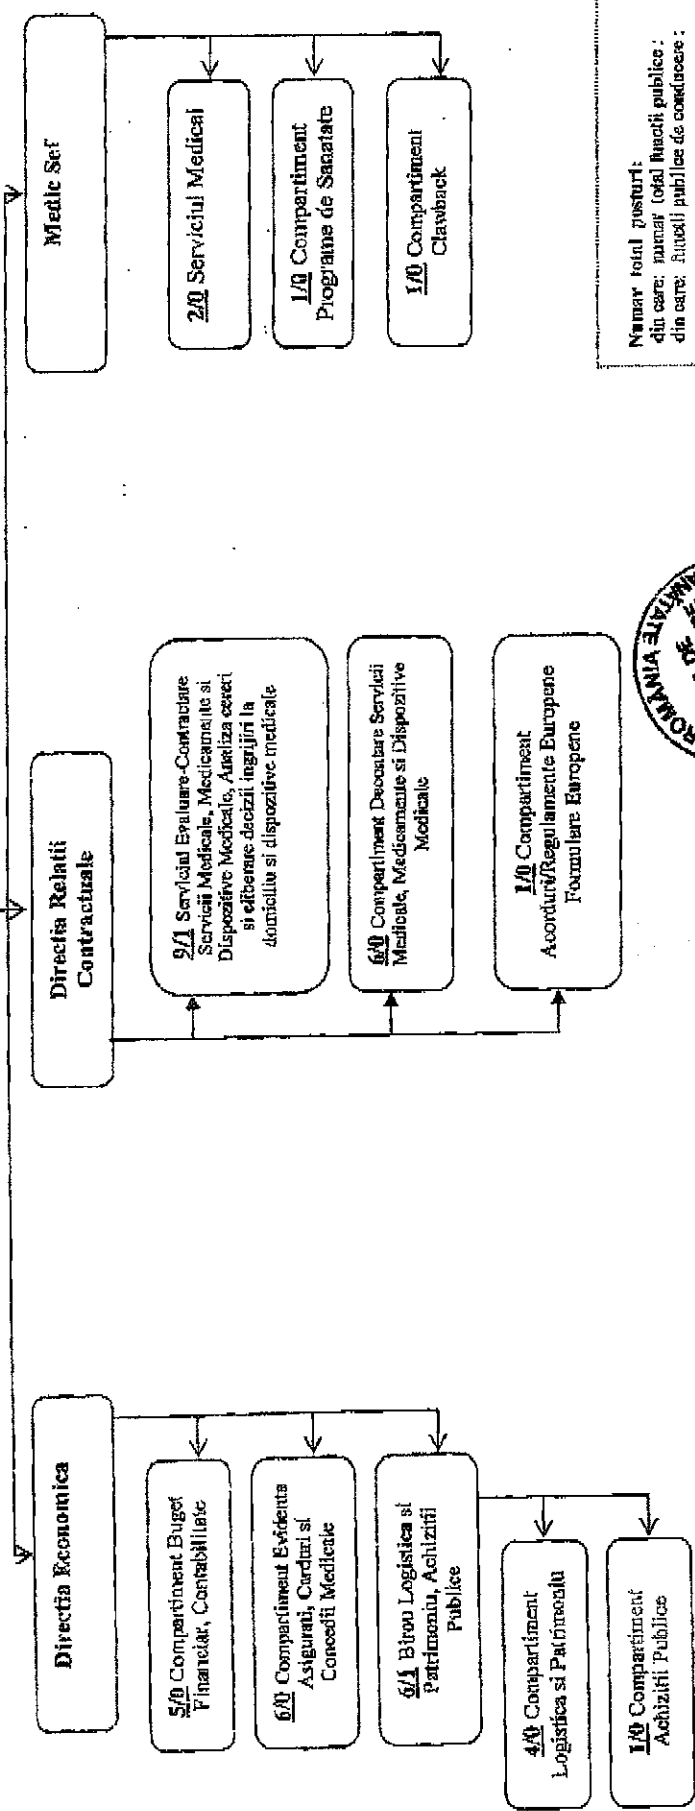 Directia Economica
5/0 Compartiment Buget
Financiar, Contabilitate
6/0 Compartiment Evidenta
Asigurati, Carduri si
Concedii Medicale
6/1 Birou Logistica si
Patrimoniu, Achizitii
Publice
4/0 Compartiment
Logistica si Patrimoniu
1/0 Compartiment
Achizitii Publice
Directia Relatii
Contractuale
9/1 Serviciul Evaluare-Contractare
Servicii Medicale, Medicamente si
Dispozitive Medicale, Analiza cereri
si eliberare decizii ingrijiri la
domiciliu si dispozitive medicale
6/0 Compartiment Decontare Servicii
Medicale, Medicamente si Dispozitive
Medicale
1/0 Compartiment
Acorduri/Regulamente Europene
Formulare Europene
Medic Sef
2/0 Serviciul Medical
1/0 Compartiment
Programe de Sanatate
1/0 Compartiment
Clawback
Numar total posturi:
din care: numar total functii publice :
din care: functii publice de conducere :
ROMANIA
DE